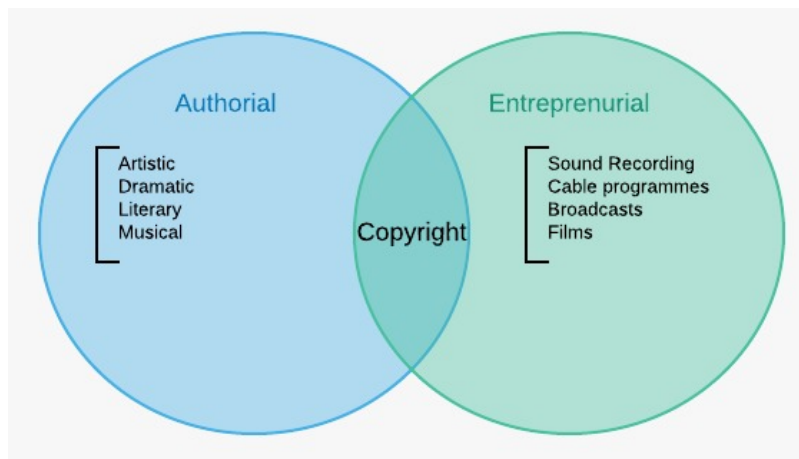 Authorial
Artistic
Dramatic
Literary
Musical
Copyright
Entreprenurial
Sound Recording
Cable programmes
Broadcasts
Films